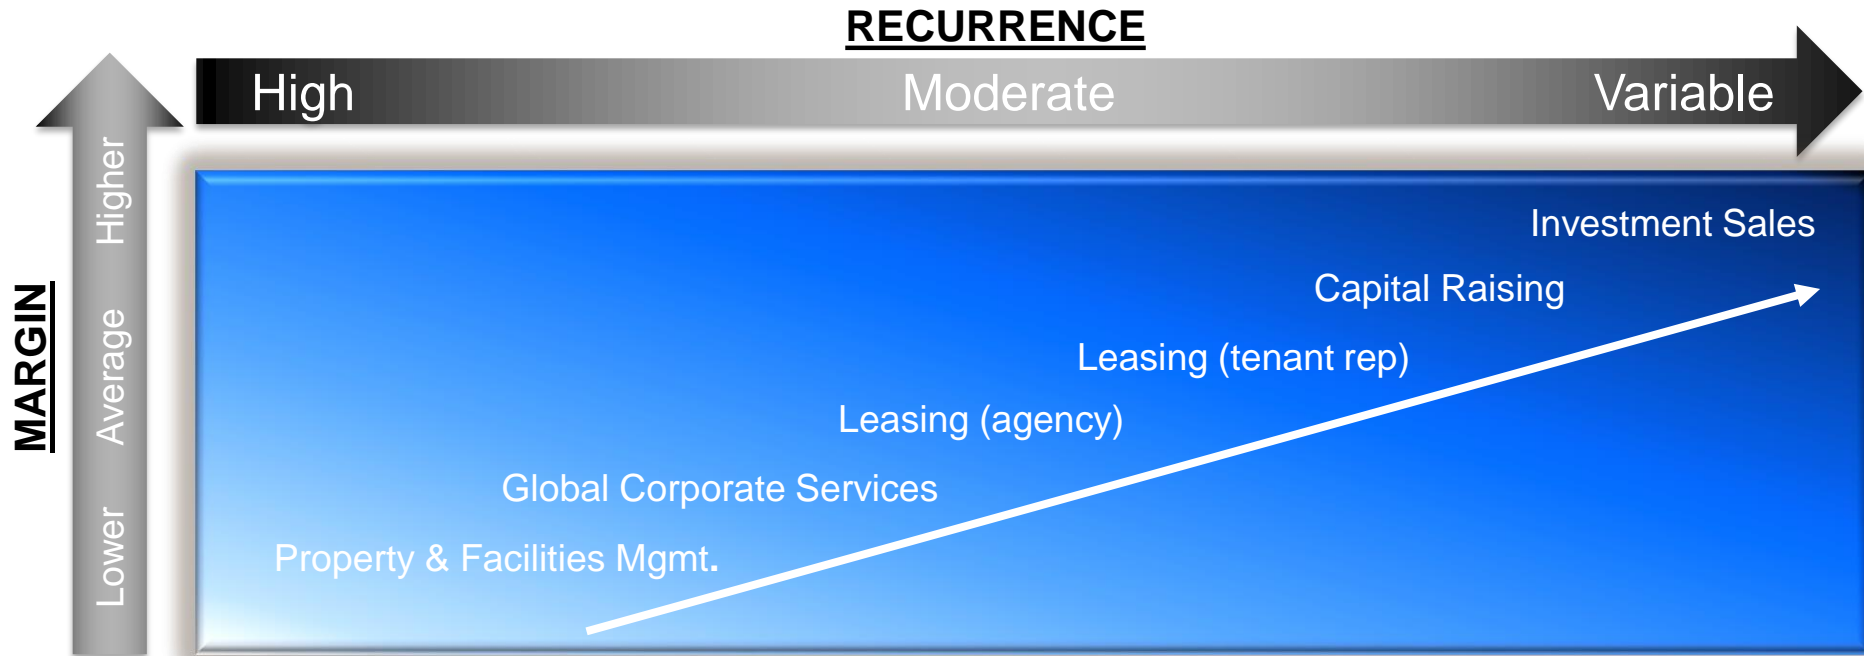 RECURRENCE
High Moderate Variable
MARGIN
Higher
Average
Lower
Investment Sales
Capital Raising
Leasing (tenant rep)
Leasing (agency)
Global Corporate Services
Property & Facilities Mgmt.